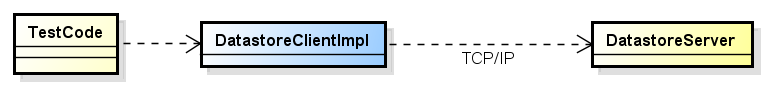 TestCode
DatastoreClientImpl
DatastoreServer
TCP/IP